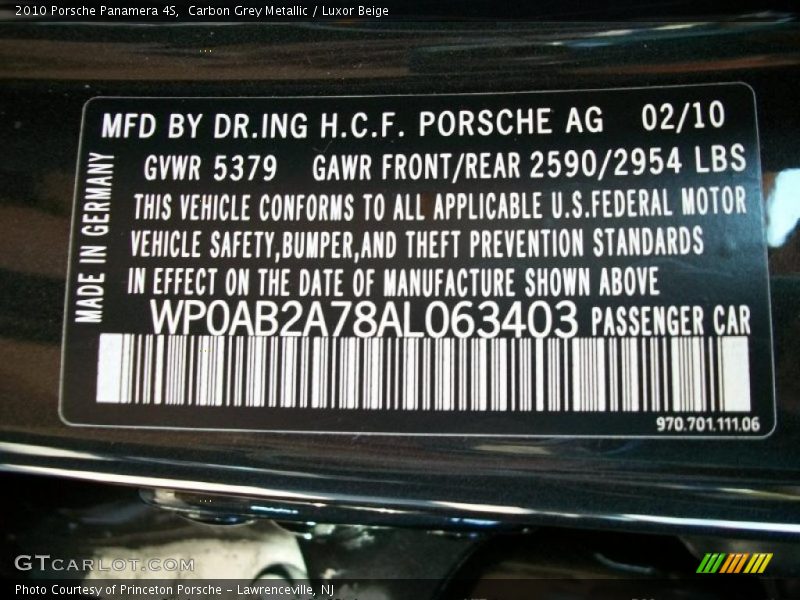 2010 Porsche Panamera 4S, Carbon Grey Metallic / Luxor Beige
MFD BY DR.ING H.C.F. PORSCHE AG 02/10
GVWR 5379 GAWR FRONT/REAR 2590/2954 LBS
THIS VEHICLE CONFORMS TO ALL APPLICABLE U.S.FEDERAL MOTOR
VEHICLE SAFETY,BUMPER,AND THEFT PREVENTION STANDARDS
IN EFFECT ON THE DATE OF MANUFACTURE SHOWN ABOVE
WP0AB2A78AL063403 PASSENGER CAR
MADE IN GERMANY
970.701.111.06
GTCARLOT.COM
Photo Courtesy of Princeton Porsche - Lawrenceville, NJ